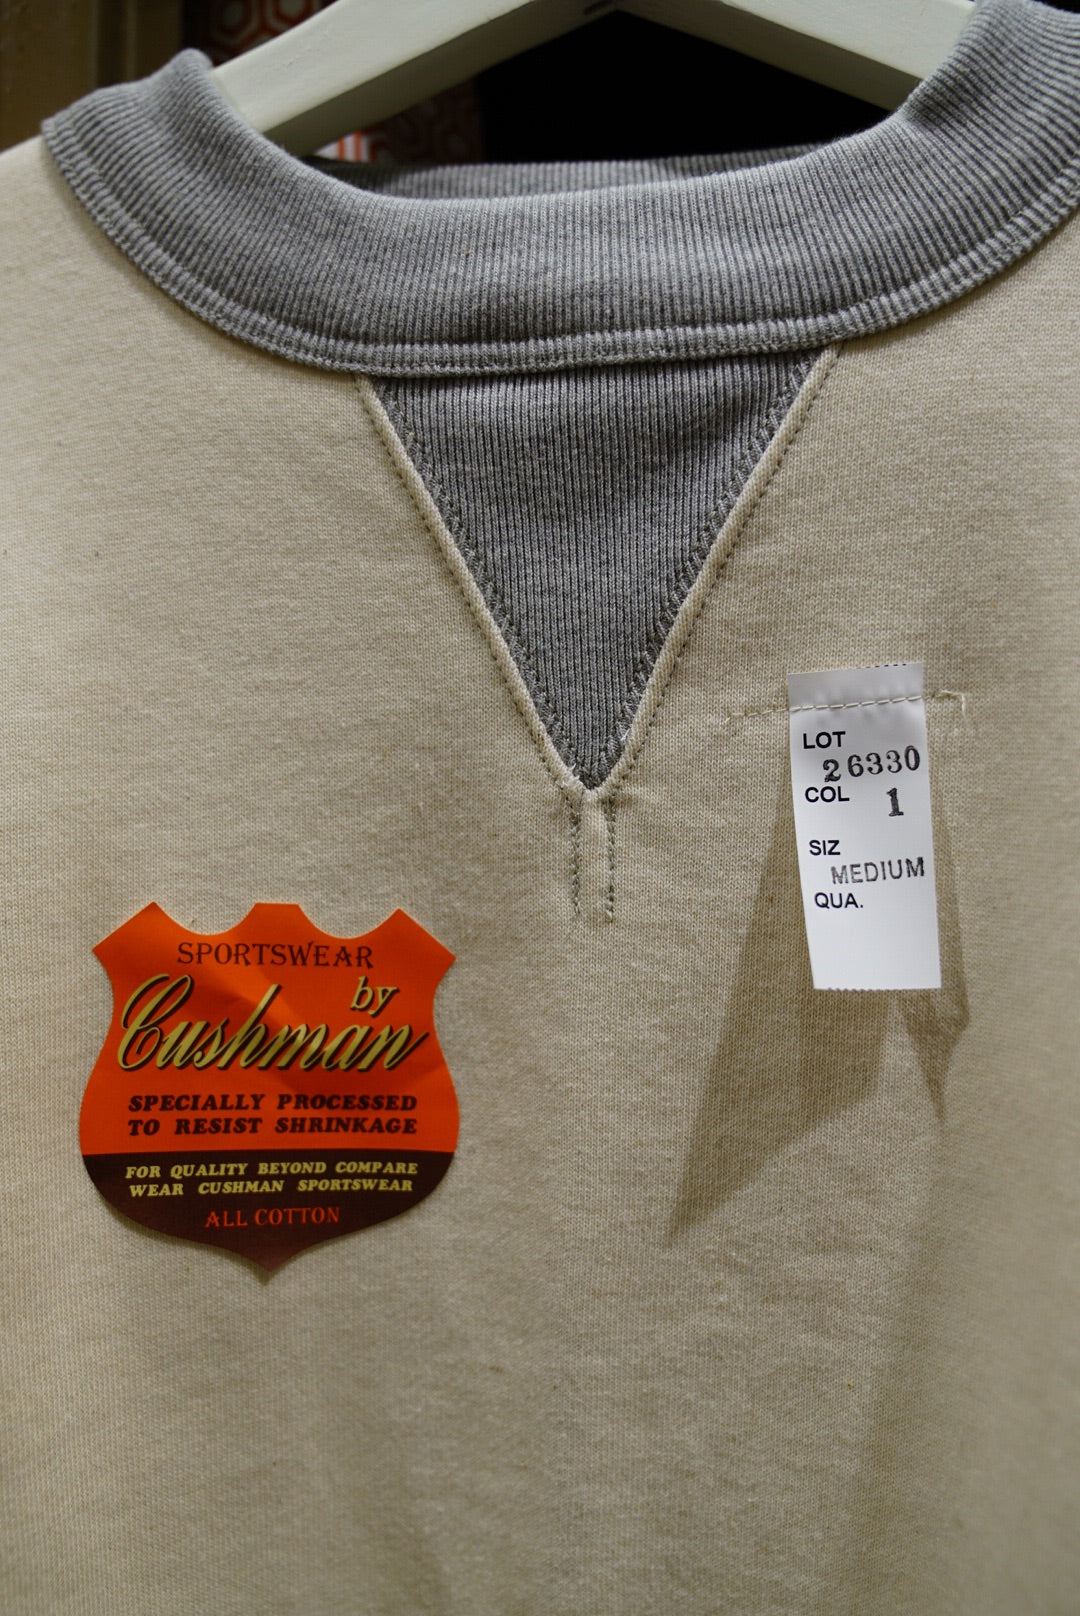 SPORTSWEAR
by
Cushman
SPECIALLY PROCESSED
TO RESIST SHRINKAGE
FOR QUALITY BEYOND COMPARE
WEAR CUSHMAN SPORTSWEAR
ALL COTTON
LOT
26330
COL 1
SIZ
MEDIUM
QUA.